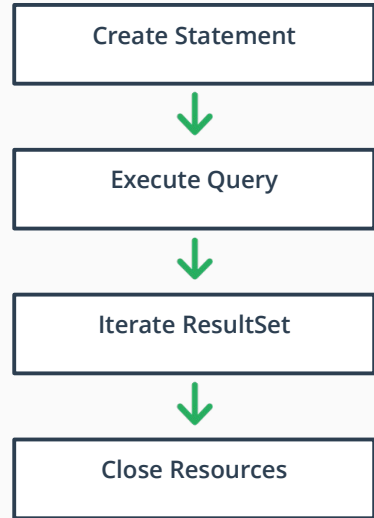 Create Statement
Execute Query
Iterate ResultSet
Close Resources